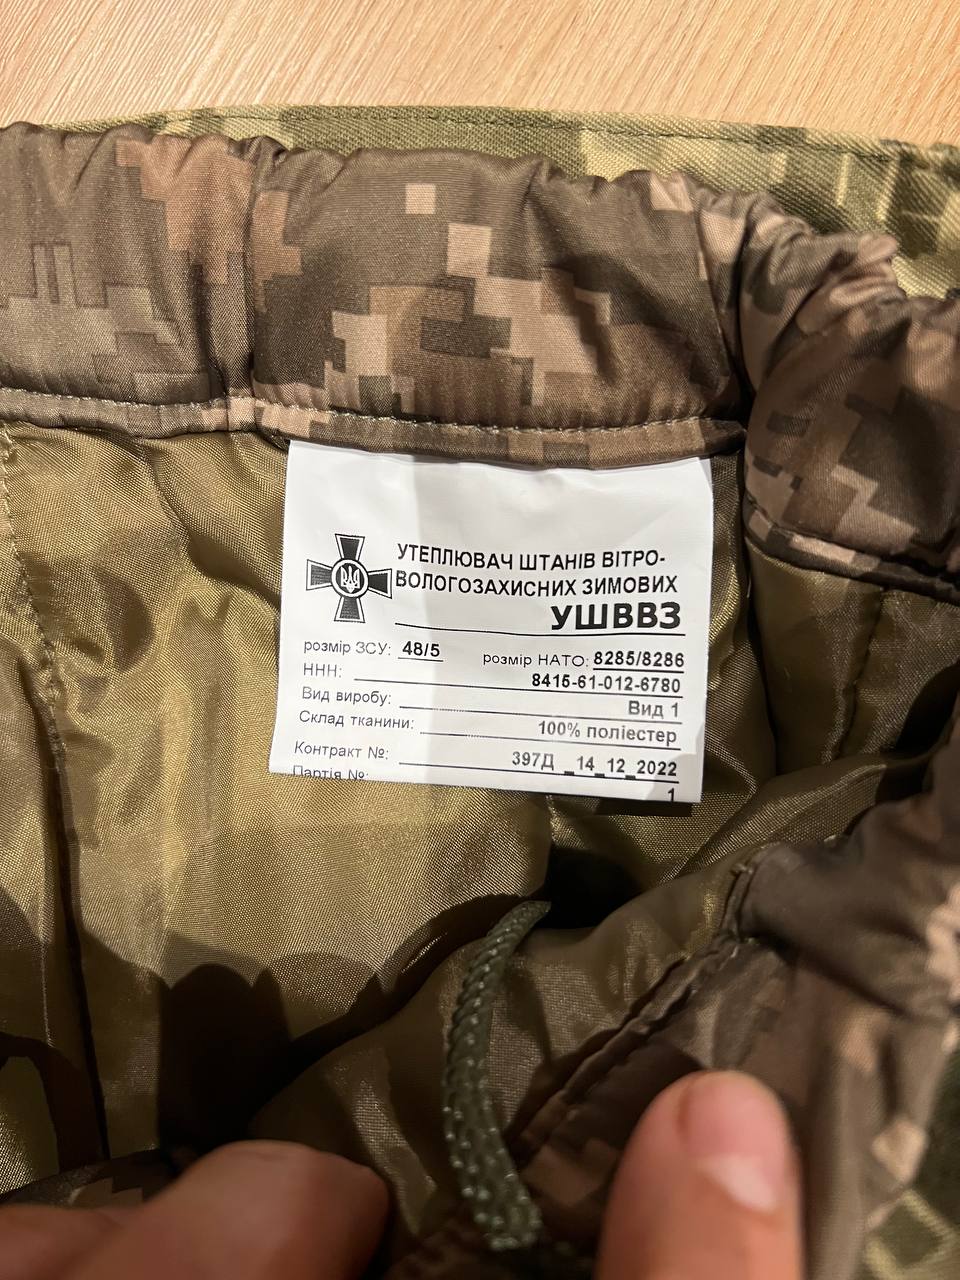 УТЕПЛЮВАЧ ШТАНІВ ВІТРО-
ВОЛОГОЗАХИСНИХ ЗИМОВИХ
УШВВЗ
розмір ЗСУ: 48/5 розмір НАТО: 8285/8286
ННН: 8415-61-012-6780
Вид виробу: Вид 1
Склад тканини: 100% поліестер
Контракт №: 397Д _14_12_2022
Партія №: 1